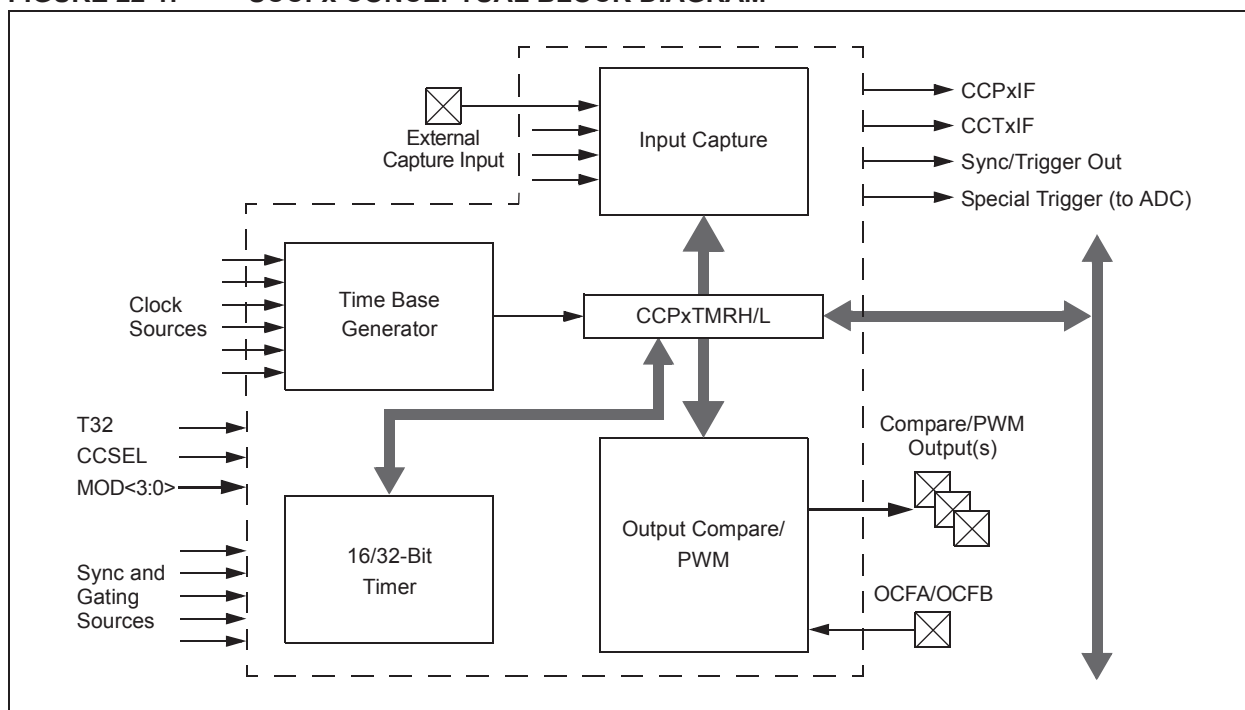 CCPxIF
External
Capture Input
Input Capture
CCTxIF
Sync/Trigger Out
Special Trigger (to ADC)
Clock
Sources
Time Base
Generator
CCPxTMRH/L
T32
CCSEL
MOD<3:0>
Compare/PWM
Output(s)
Sync and
Gating
Sources
16/32-Bit
Timer
Output Compare/
PWM
OCFA/OCFB